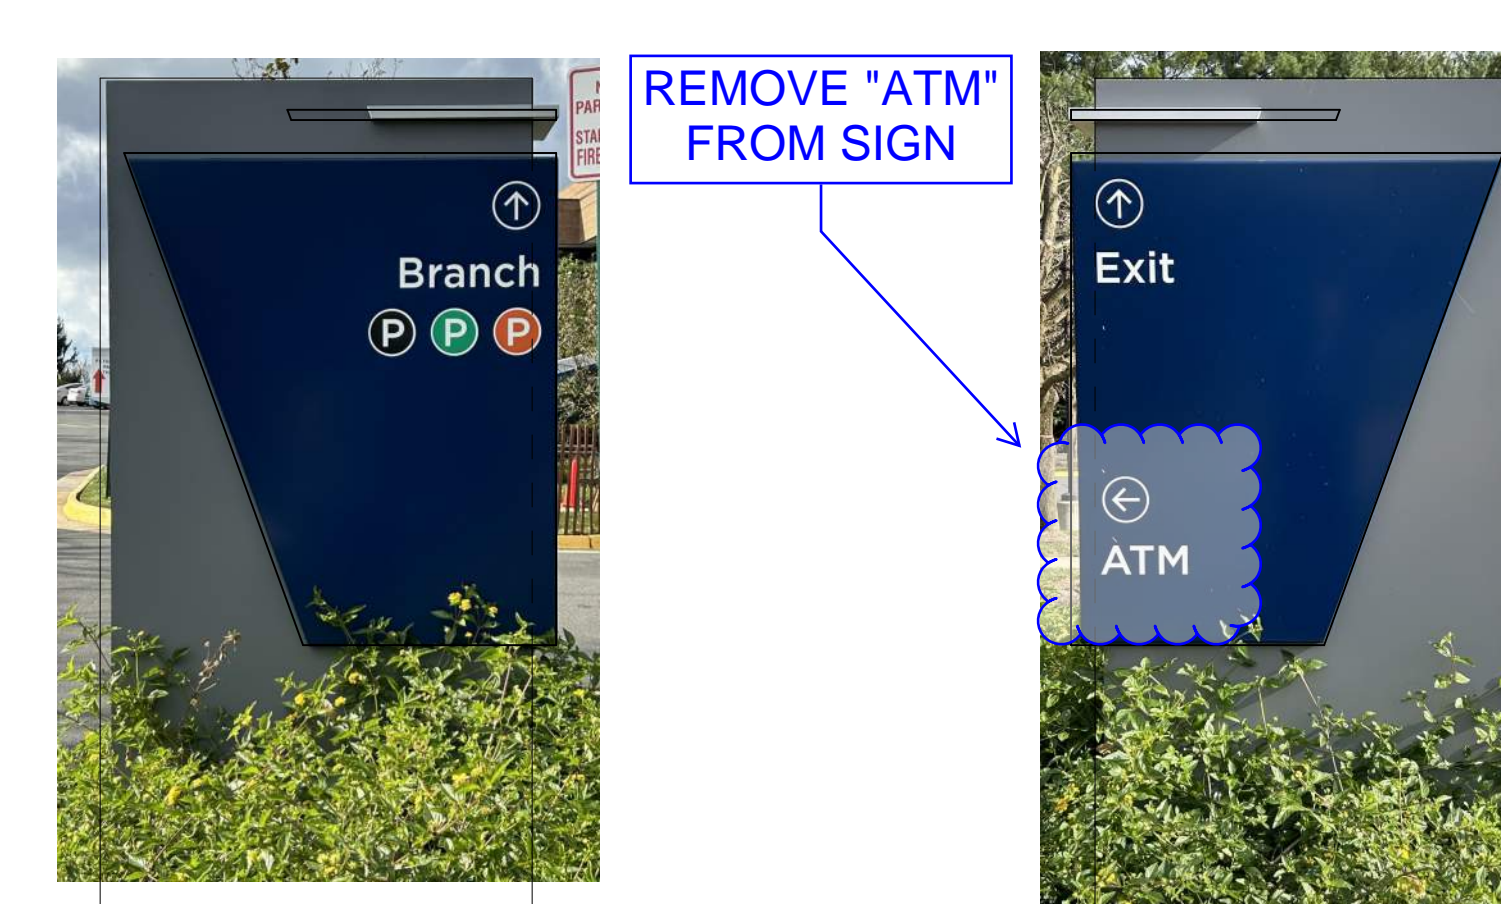 REMOVE "ATM"
FROM SIGN
Branch
P P P
Exit
ATM